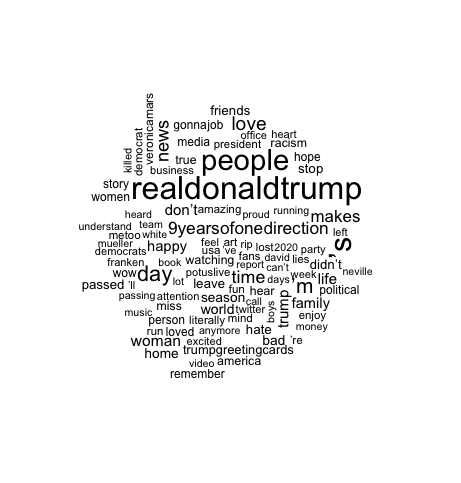 friends
gonnajob love
office heart
news
veronicamars
democrat
killed
media president racism
true people hope
business stop
story realdonaldtrump
women
heard don’t amazing proud running makes
understand team 9yearsofonedirection left
metoo white ’s
mueller happy feel art rip lost2020 party
democrats usa ’ve fans david lies
franken book watching report can’t didn’t
wow day potuslive time days week life neville
passed ’ll lot leave fun hear m political
passing attention season call boys trump family
music miss world twitter enjoy
person literally mind money
run loved anymore hate
woman excited bad ’re
home trumpgreetingcards
video america
remember